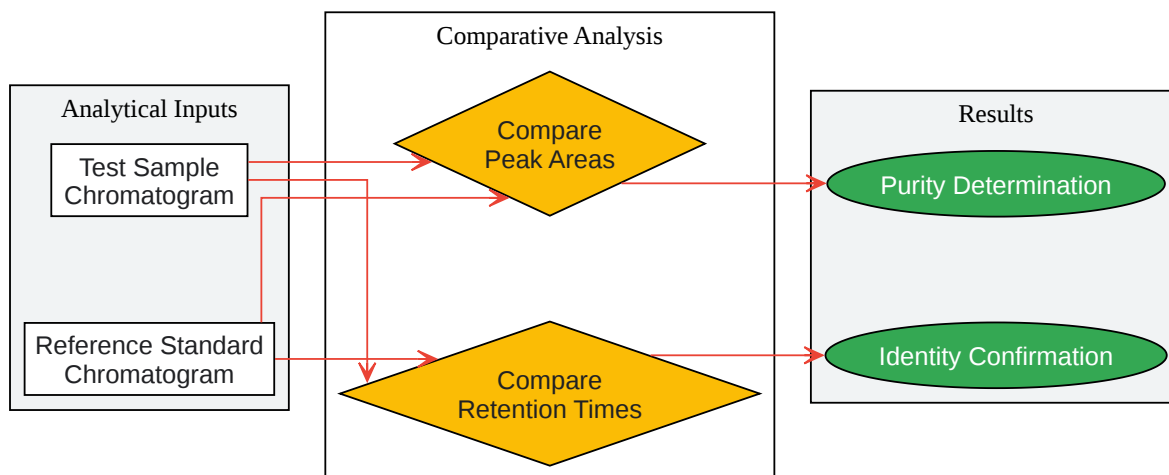 Analytical Inputs
Test Sample
Chromatogram
Reference Standard
Chromatogram
Comparative Analysis
Compare
Peak Areas
Compare
Retention Times
Results
Purity Determination
Identity Confirmation